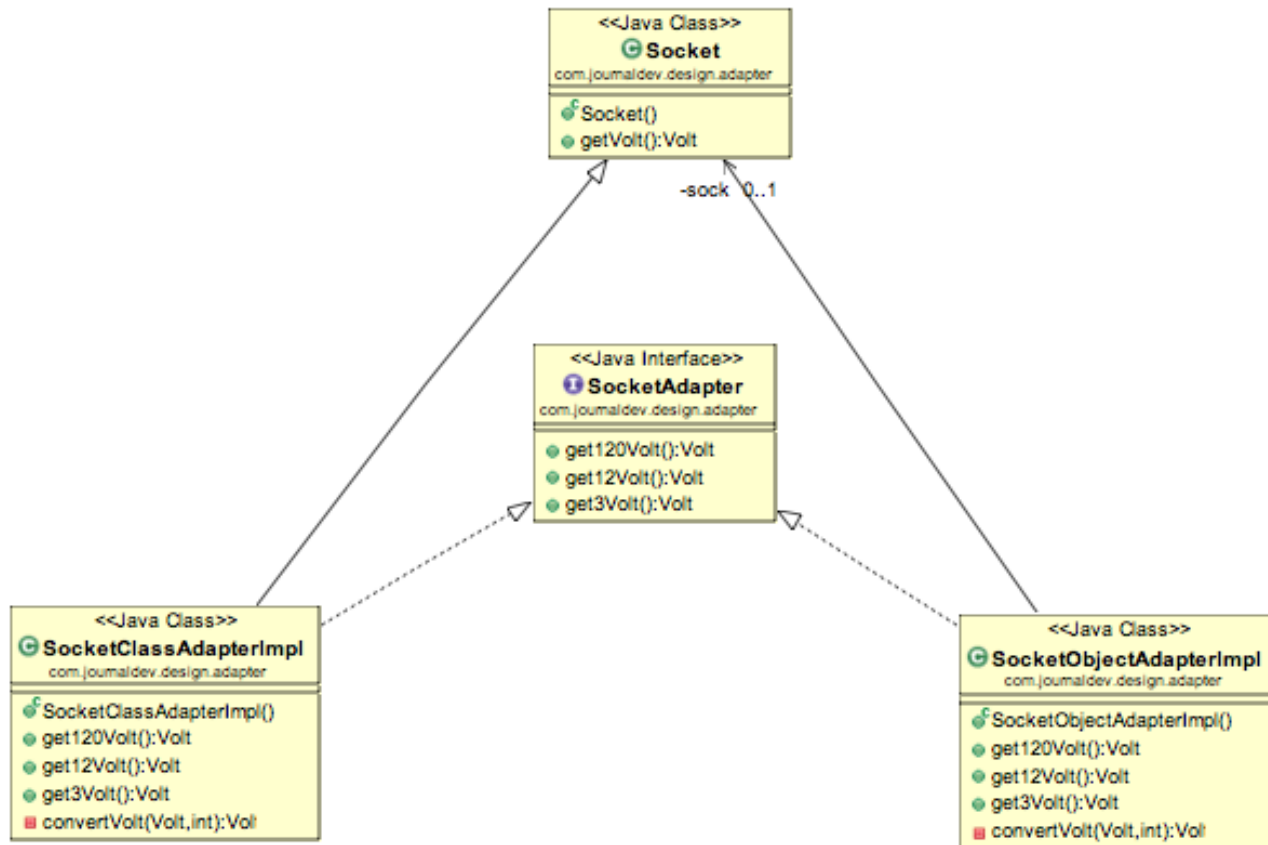 <<Java Class>>
Socket
com.journaldev.design.adapter
Socket()
getVolt():Volt
-sock 0..1
<<Java Interface>>
SocketAdapter
com.journaldev.design.adapter
get120Volt():Volt
get12Volt():Volt
get3Volt():Volt
<<Java Class>>
SocketClassAdapterImpl
com.journaldev.design.adapter
SocketClassAdapterImpl()
get120Volt():Volt
get12Volt():Volt
get3Volt():Volt
convertVolt(Volt,int):Vol
<<Java Class>>
SocketObjectAdapterImpl
com.journaldev.design.adapter
SocketObjectAdapterImpl()
get120Volt():Volt
get12Volt():Volt
get3Volt():Volt
convertVolt(Volt,int):Vol